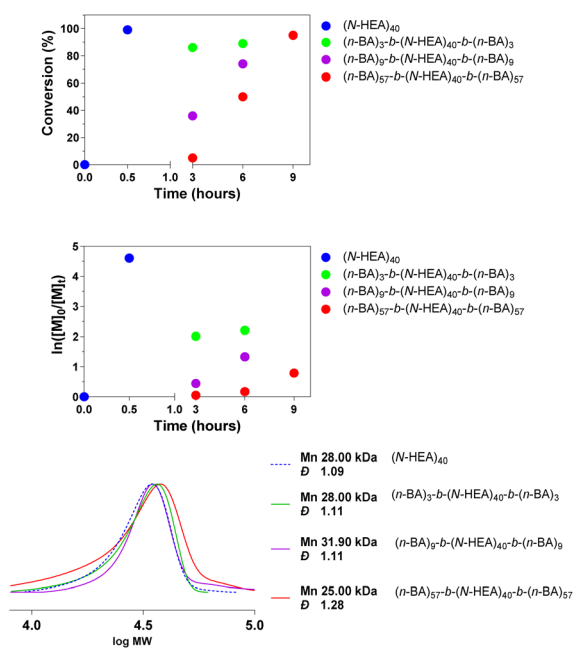 Conversion (%)
100
80
60
40
20
0
0.0 0.5 1.0 3 6 9
Time (hours)
(N-HEA)40
(n-BA)3-b-(N-HEA)40-b-(n-BA)3
(n-BA)9-b-(N-HEA)40-b-(n-BA)9
(n-BA)57-b-(N-HEA)40-b-(n-BA)57
ln([M]0/[M]t)
5
4
3
2
1
0
0.0 0.5 1.0 3 6 9
Time (hours)
(N-HEA)40
(n-BA)3-b-(N-HEA)40-b-(n-BA)3
(n-BA)9-b-(N-HEA)40-b-(n-BA)9
(n-BA)57-b-(N-HEA)40-b-(n-BA)57
4.0 4.5 5.0
log MW
Mn 28.00 kDa (N-HEA)40
Đ 1.09
Mn 28.00 kDa (n-BA)3-b-(N-HEA)40-b-(n-BA)3
Đ 1.11
Mn 31.90 kDa (n-BA)9-b-(N-HEA)40-b-(n-BA)9
Đ 1.11
Mn 25.00 kDa (n-BA)57-b-(N-HEA)40-b-(n-BA)57
Đ 1.28